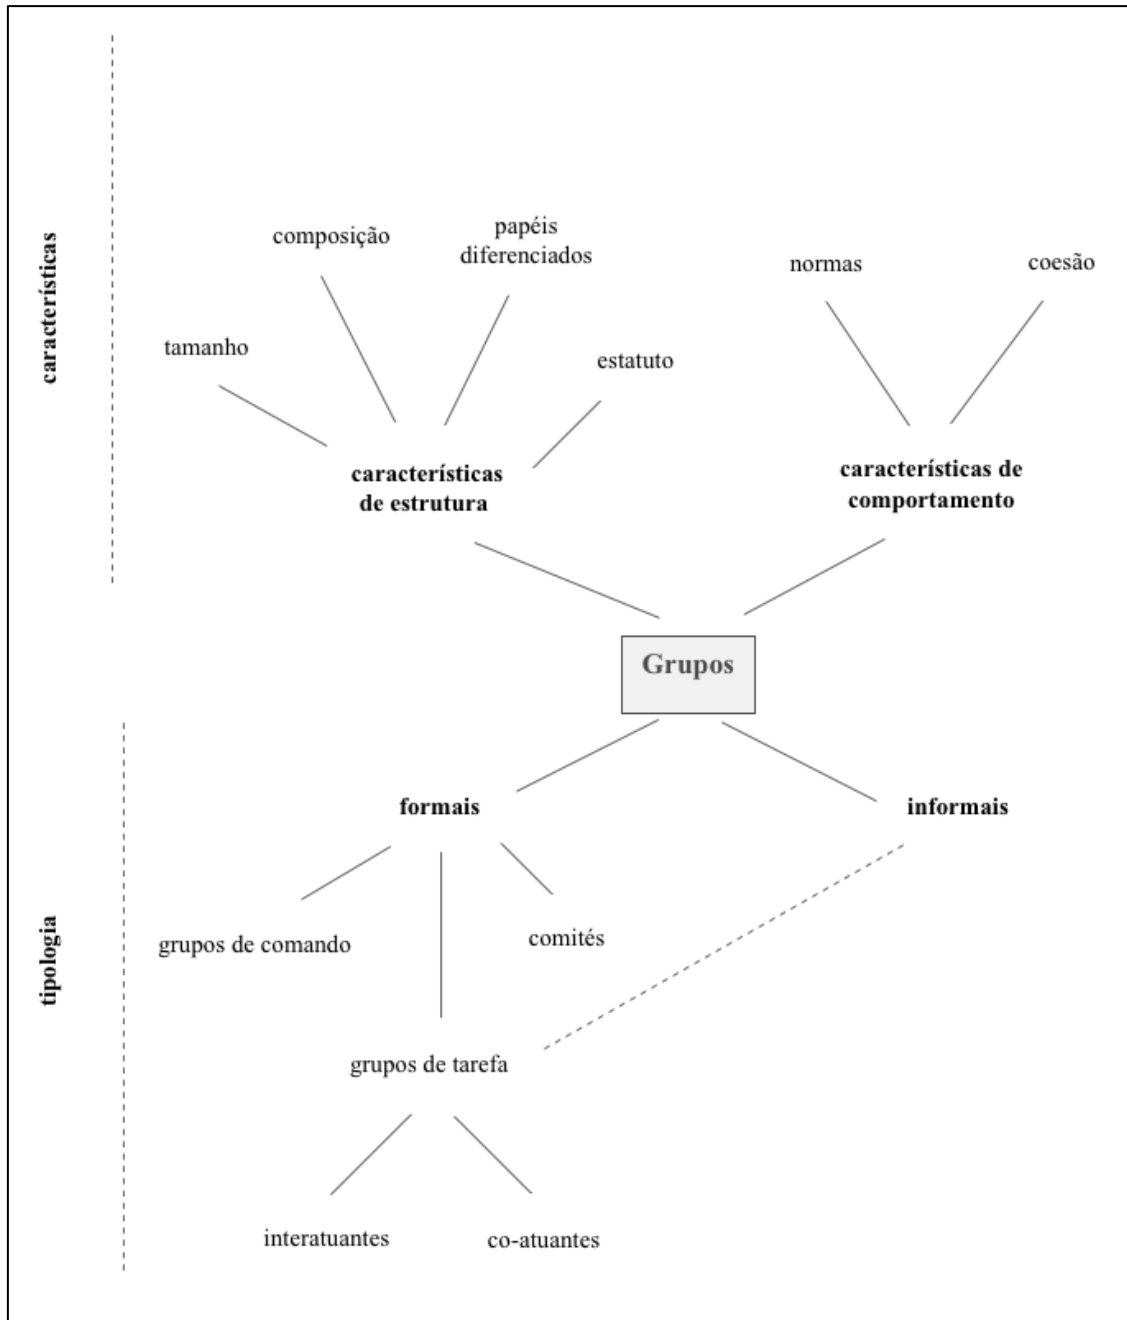 características
composição
papéis
diferenciados
normas
coesão
tamanho
estatuto
características
de estrutura
características de
comportamento
Grupos
tipologia
formais
informais
grupos de comando
comités
grupos de tarefa
interatuantes
co-atuantes